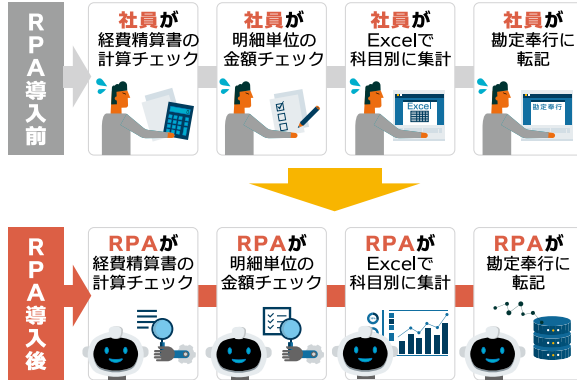 RPA導入前
社員が
経費精算書の
計算チェック
社員が
明細単位の
金額チェック
社員が
Excelで
科目別に集計
Excel
社員が
勘定奉行に
転記
勘定奉行
RPA導入後
RPAが
経費精算書の
計算チェック
RPAが
明細単位の
金額チェック
RPAが
Excelで
科目別に集計
RPAが
勘定奉行に
転記